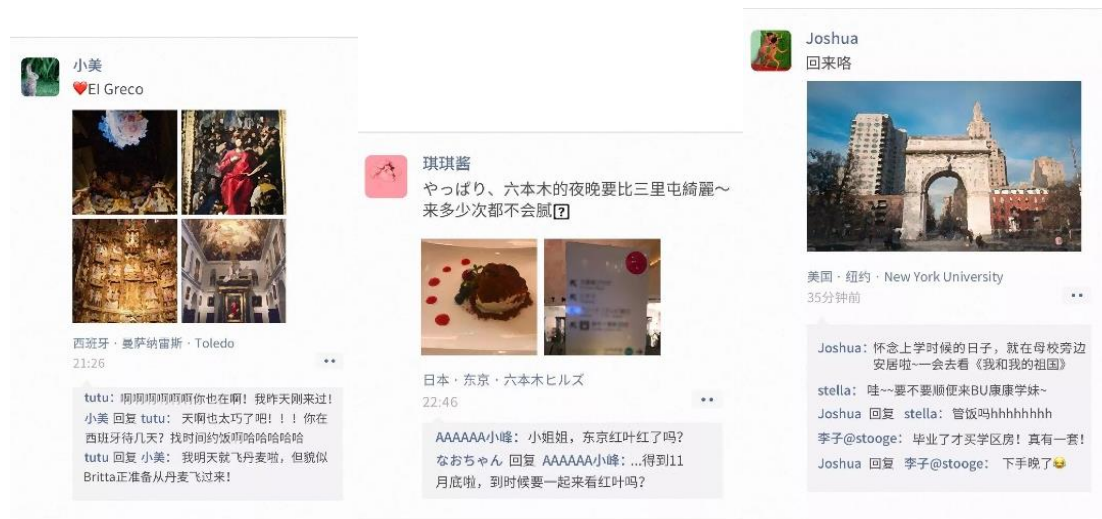 小美
❤️El Greco
西班牙 · 曼萨纳雷斯 · Toledo
21:26
tutu： 啊啊啊啊啊啊你也在啊！我昨天刚来过！
小美 回复 tutu： 天啊也太巧了吧！！！你在
西班牙待几天？找时间约饭啊哈哈哈哈哈
tutu 回复 小美： 我明天就飞丹麦啦，但貌似
Britta正准备从丹麦飞过来！
琪琪酱
やっぱり、六本木的夜晚要比三里屯綺麗～
来多少次都不会腻
日本 · 东京 · 六本木ヒルズ
22:46
AAAAAA小峰： 小姐姐，东京红叶红了吗？
なおちゃん 回复 AAAAAA小峰：...得到11
月底啦，到时候要一起来看红叶吗？
Joshua
回来咯
美国 · 纽约 · New York University
35分钟前
Joshua： 怀念上学时候的日子，就在母校旁边
安居啦~一会去看《我和我的祖国》
stella： 哇~~要不要顺便来BU康康学妹~
Joshua 回复 stella： 管饭吗hhhhhhhh
李子@stooge： 毕业了才买学区房！真有一套！
Joshua 回复 李子@stooge： 下手晚了😂